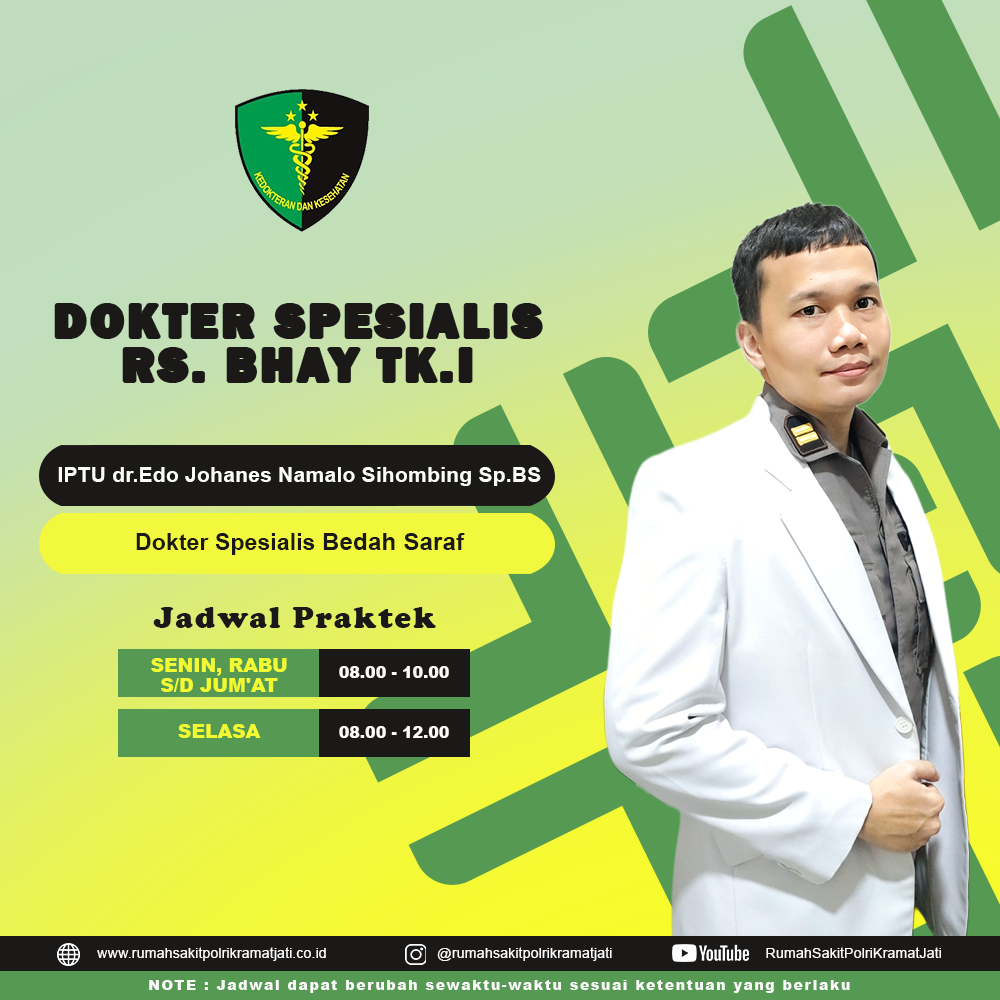 KEDOKTERAN DAN KESEHATAN
DOKTER SPESIALIS
RS. BHAY TK.I
IPTU dr.Edo Johanes Namalo Sihombing Sp.BS
Dokter Spesialis Bedah Saraf
Jadwal Praktek
SENIN, RABU
S/D JUM'AT
08.00 - 10.00
SELASA
08.00 - 12.00
www.rumahsakitpolrikramatjati.co.id
@rumahsakitpolrikramatjati
YouTube
RumahSakitPolriKramatJati
NOTE : Jadwal dapat berubah sewaktu-waktu sesuai ketentuan yang berlaku